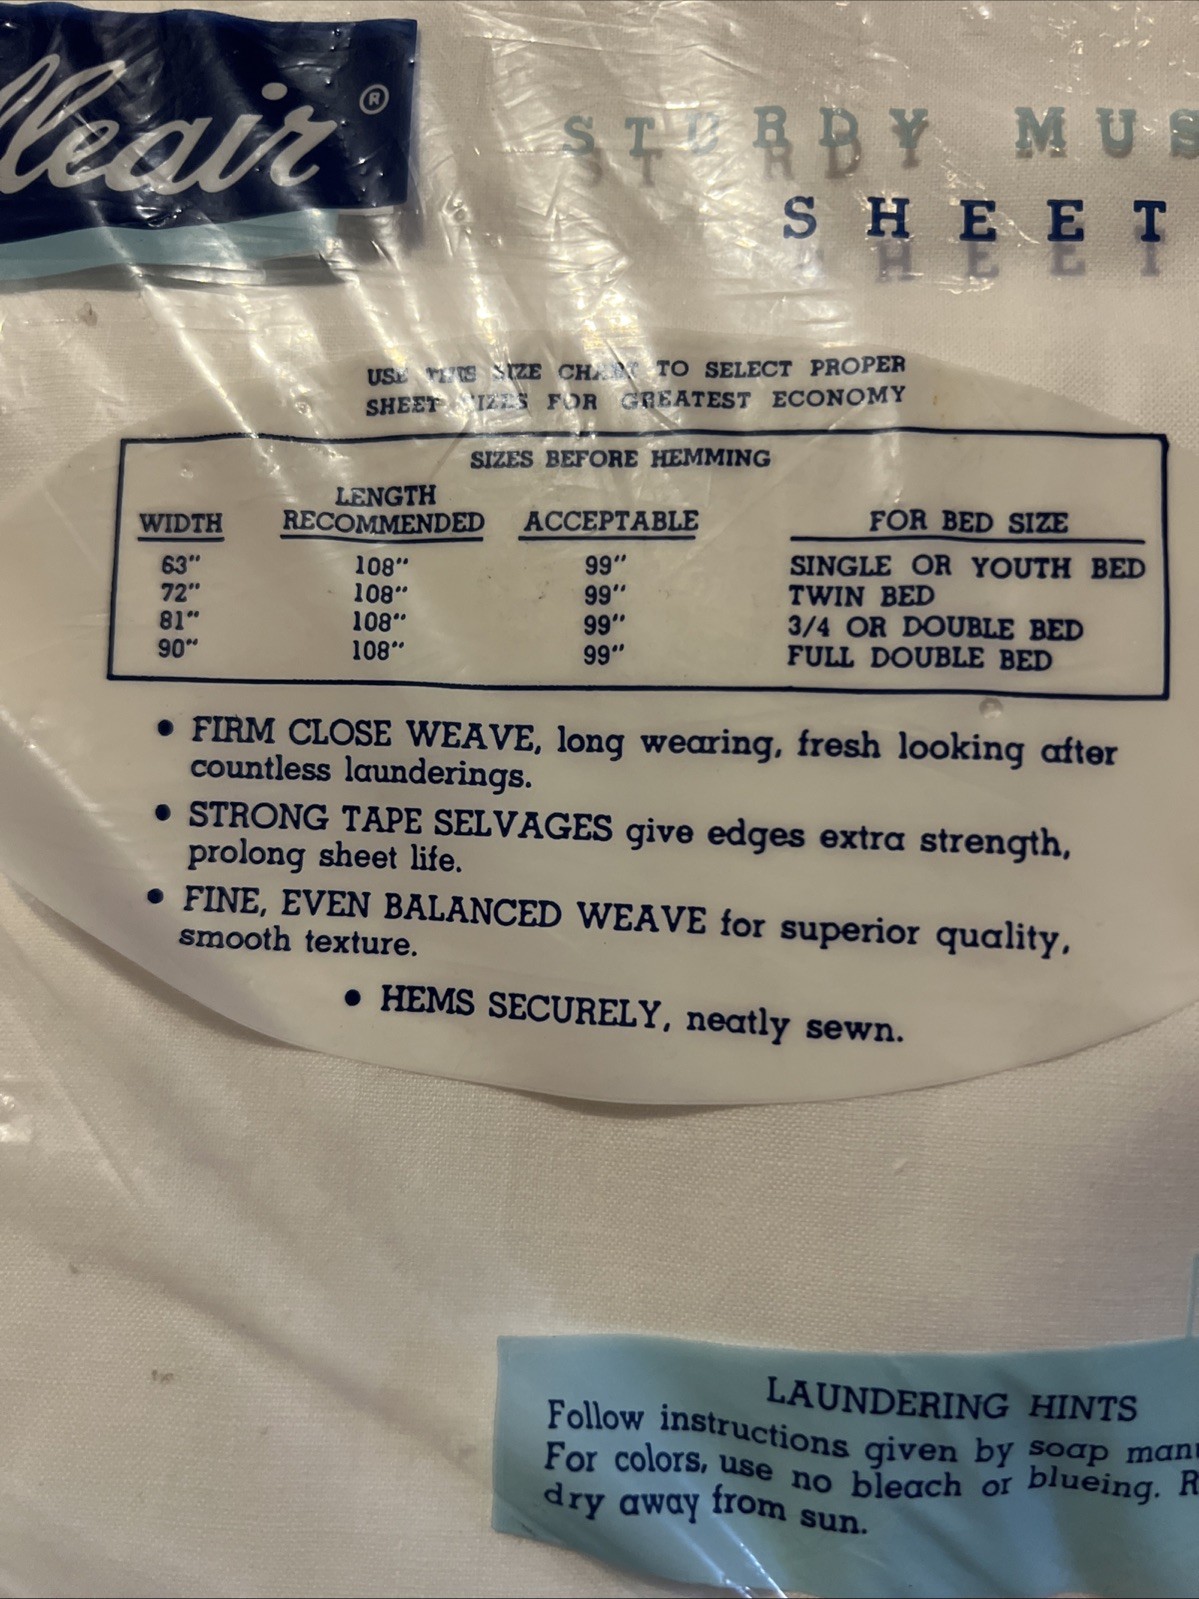 lleair®
STURDY MUS
SHEET
USE THIS SIZE CHART TO SELECT PROPER
SHEET SIZES FOR GREATEST ECONOMY
SIZES BEFORE HEMMING
LENGTH
WIDTH RECOMMENDED ACCEPTABLE FOR BED SIZE
63" 108" 99" SINGLE OR YOUTH BED
72" 108" 99" TWIN BED
81" 108" 99" 3/4 OR DOUBLE BED
90" 108" 99" FULL DOUBLE BED
• FIRM CLOSE WEAVE, long wearing, fresh looking after
countless launderings.
• STRONG TAPE SELVAGES give edges extra strength,
prolong sheet life.
• FINE, EVEN BALANCED WEAVE for superior quality,
smooth texture.
• HEMS SECURELY, neatly sewn.
LAUNDERING HINTS
Follow instructions given by soap man
For colors, use no bleach or blueing. R
dry away from sun.